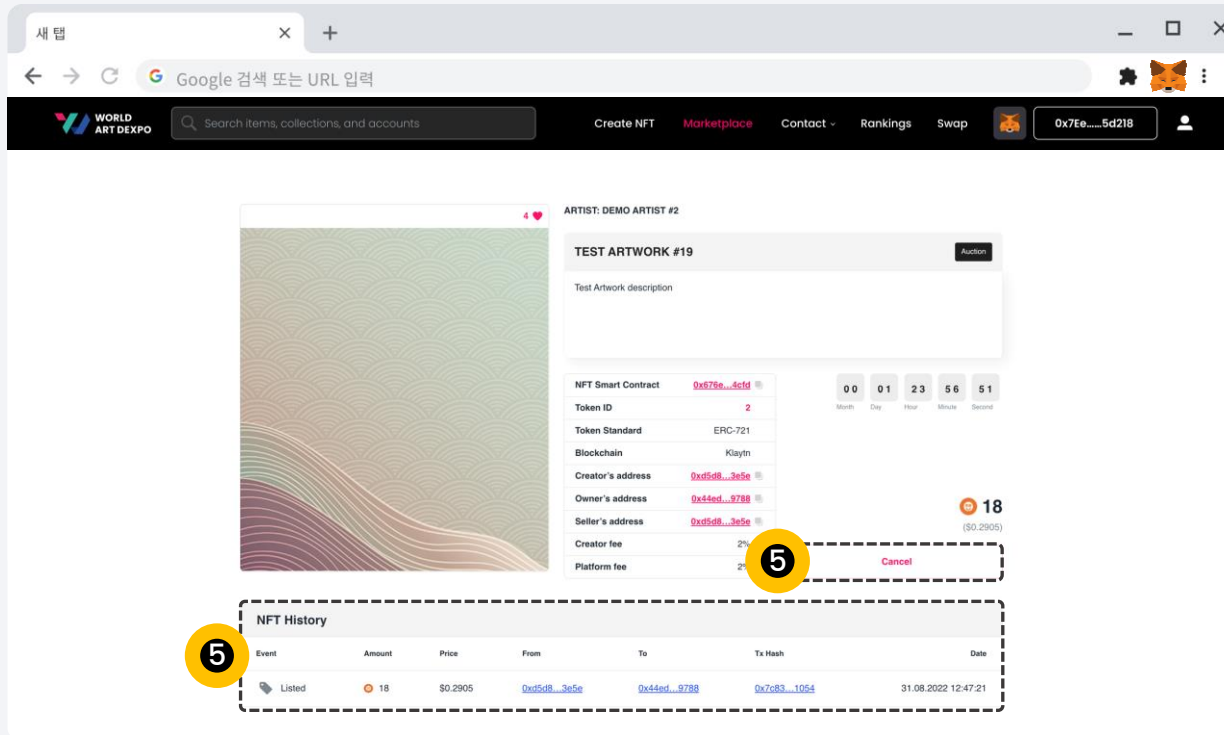 새 탭
Google 검색 또는 URL 입력
WORLD
ART DEXPO
Search items, collections, and accounts
Create NFT
Marketplace
Contact
Rankings
Swap
0x7Ee......5d218
4
ARTIST: DEMO ARTIST #2
TEST ARTWORK #19
Auction
Test Artwork description
NFT Smart Contract 0x676e...4cfd
Token ID 2
Token Standard ERC-721
Blockchain Klaytn
Creator's address 0xd5d8...3e5e
Owner's address 0x44ed...9788
Seller's address 0xd5d8...3e5e
Creator fee 2%
Platform fee 2%
00 01 23 56 51
Month Day Hour Minute Second
18
($0.2905)
5
Cancel
5
NFT History
Event Amount Price From To Tx Hash Date
Listed 18 $0.2905 0xd5d8...3e5e 0x44ed...9788 0x7c83...1054 31.08.2022 12:47:21